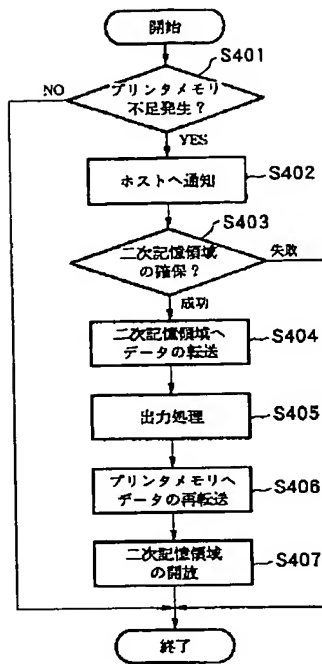 開始
S401
NO
プリンタメモリ
不足発生？
YES
ホストへ通知
S402
S403
二次記憶領域
の確保？
失敗
成功
二次記憶領域へ
データの転送
S404
出力処理
S405
プリンタメモリへ
データの再転送
S406
二次記憶領域
の開放
S407
終了